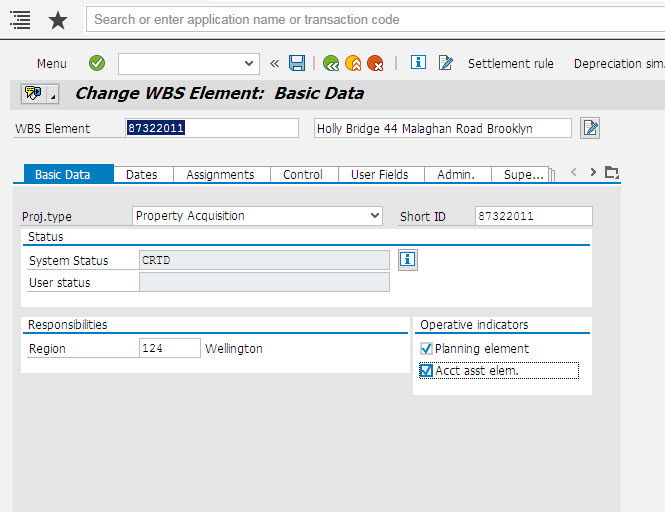 Search or enter application name or transaction code
Menu Settlement rule Depreciation sim.
Change WBS Element: Basic Data
WBS Element 87322011 Holly Bridge 44 Malaghan Road Brooklyn
Basic Data Dates Assignments Control User Fields Admin. Supe...
Proj.type Property Acquisition Short ID 87322011
Status
System Status CRTD
User status
Responsibilities Operative indicators
Region 124 Wellington Planning element
Acct asst elem.